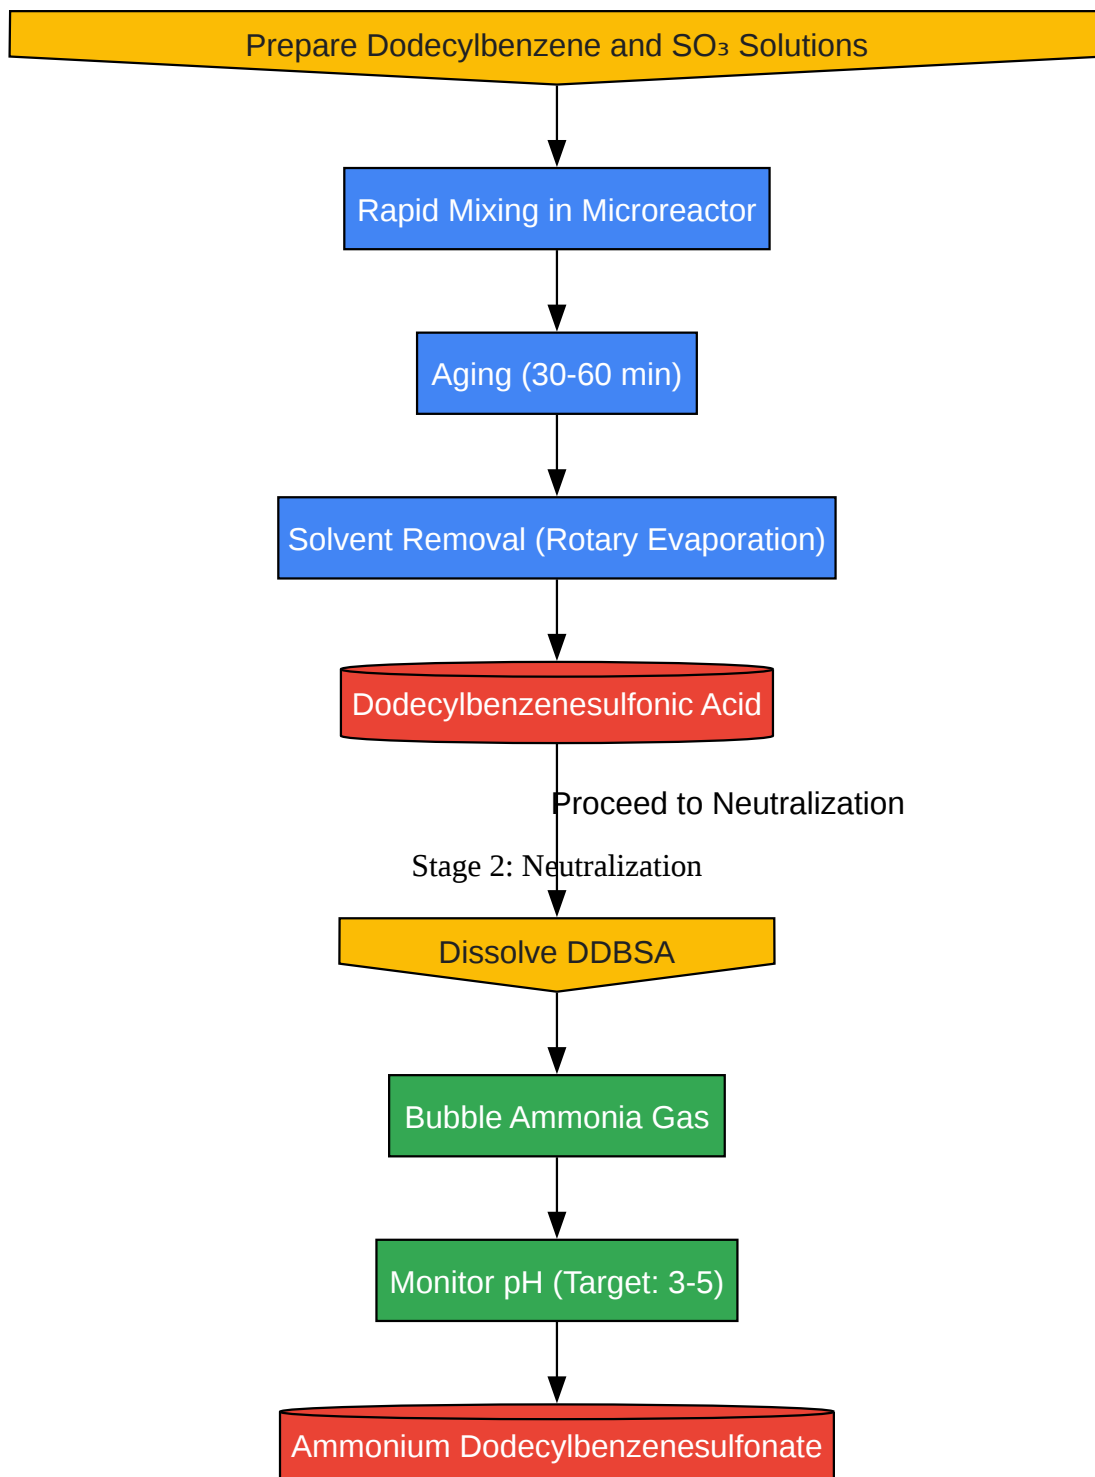 Prepare Dodecylbenzene and SO₃ Solutions
Rapid Mixing in Microreactor
Aging (30-60 min)
Solvent Removal (Rotary Evaporation)
Dodecylbenzenesulfonic Acid
Proceed to Neutralization
Stage 2: Neutralization
Dissolve DDBSA
Bubble Ammonia Gas
Monitor pH (Target: 3-5)
Ammonium Dodecylbenzenesulfonate